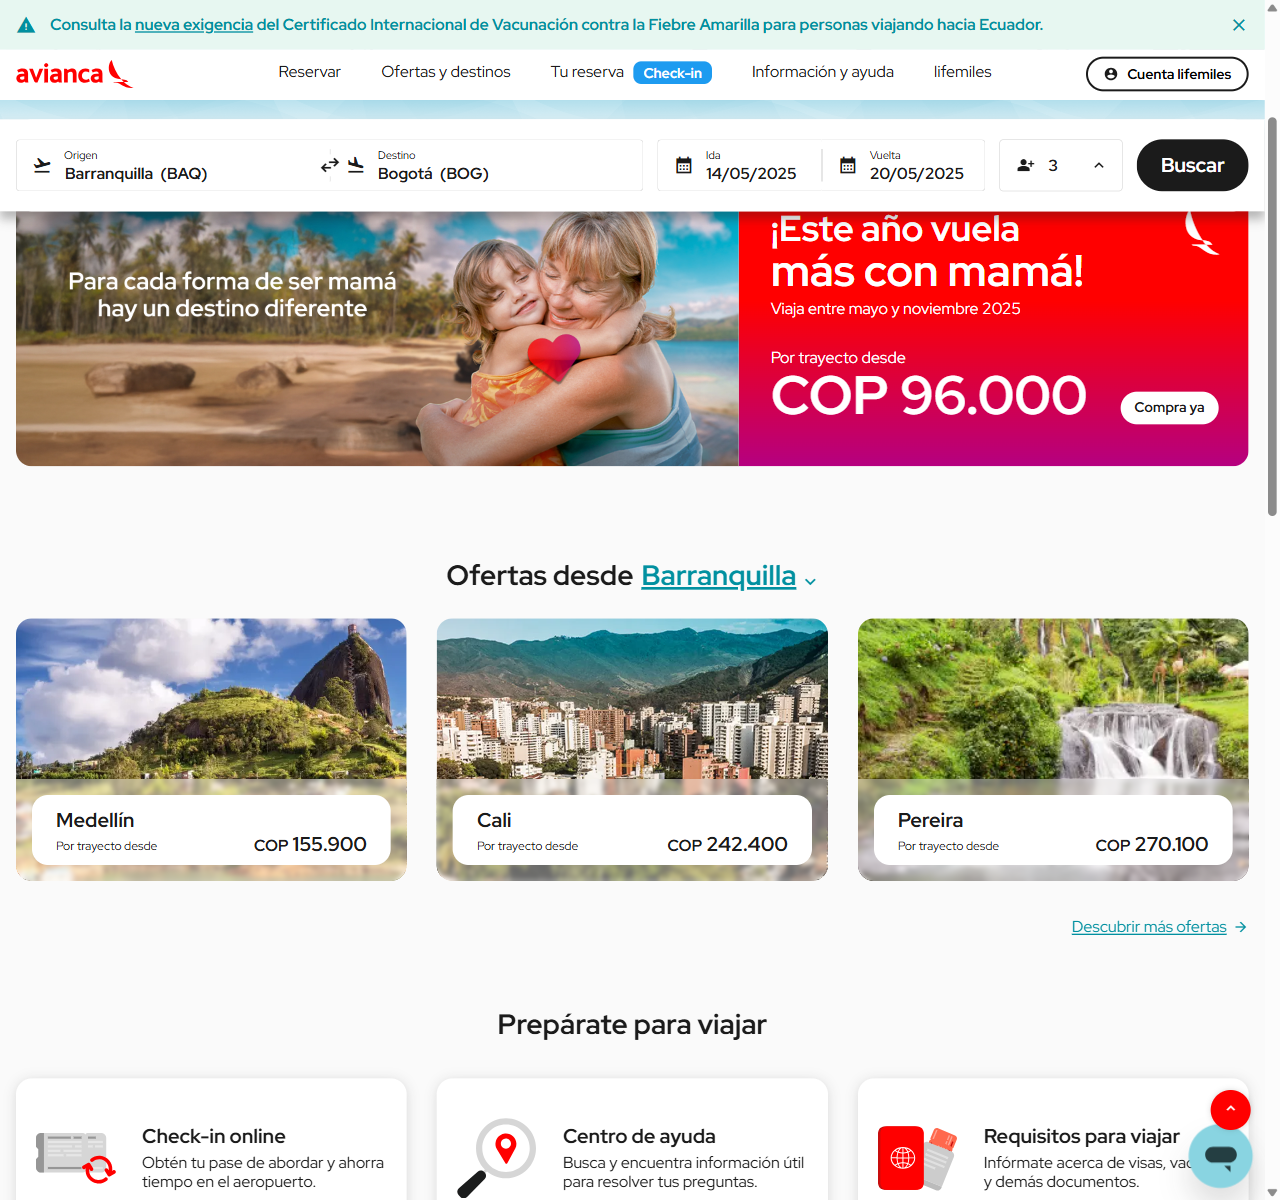 Consulta la nueva exigencia del Certificado Internacional de Vacunación contra la Fiebre Amarilla para personas viajando hacia Ecuador.
avianca
Reservar
Ofertas y destinos
Tu reserva
Check-in
Información y ayuda
lifemiles
Cuenta lifemiles
Origen
Barranquilla (BAQ)
Destino
Bogotá (BOG)
Ida
14/05/2025
Vuelta
20/05/2025
3
Buscar
Para cada forma de ser mamá
hay un destino diferente
¡Este año vuela
más con mamá!
Viaja entre mayo y noviembre 2025
Por trayecto desde
COP 96.000
Compra ya
Ofertas desde Barranquilla
Medellín
Por trayecto desde
COP 155.900
Cali
Por trayecto desde
COP 242.400
Pereira
Por trayecto desde
COP 270.100
Descubrir más ofertas
Prepárate para viajar
Check-in online
Obtén tu pase de abordar y ahorra
tiempo en el aeropuerto.
Centro de ayuda
Busca y encuentra información útil
para resolver tus preguntas.
Requisitos para viajar
Infórmate acerca de visas,
y demás documentos.